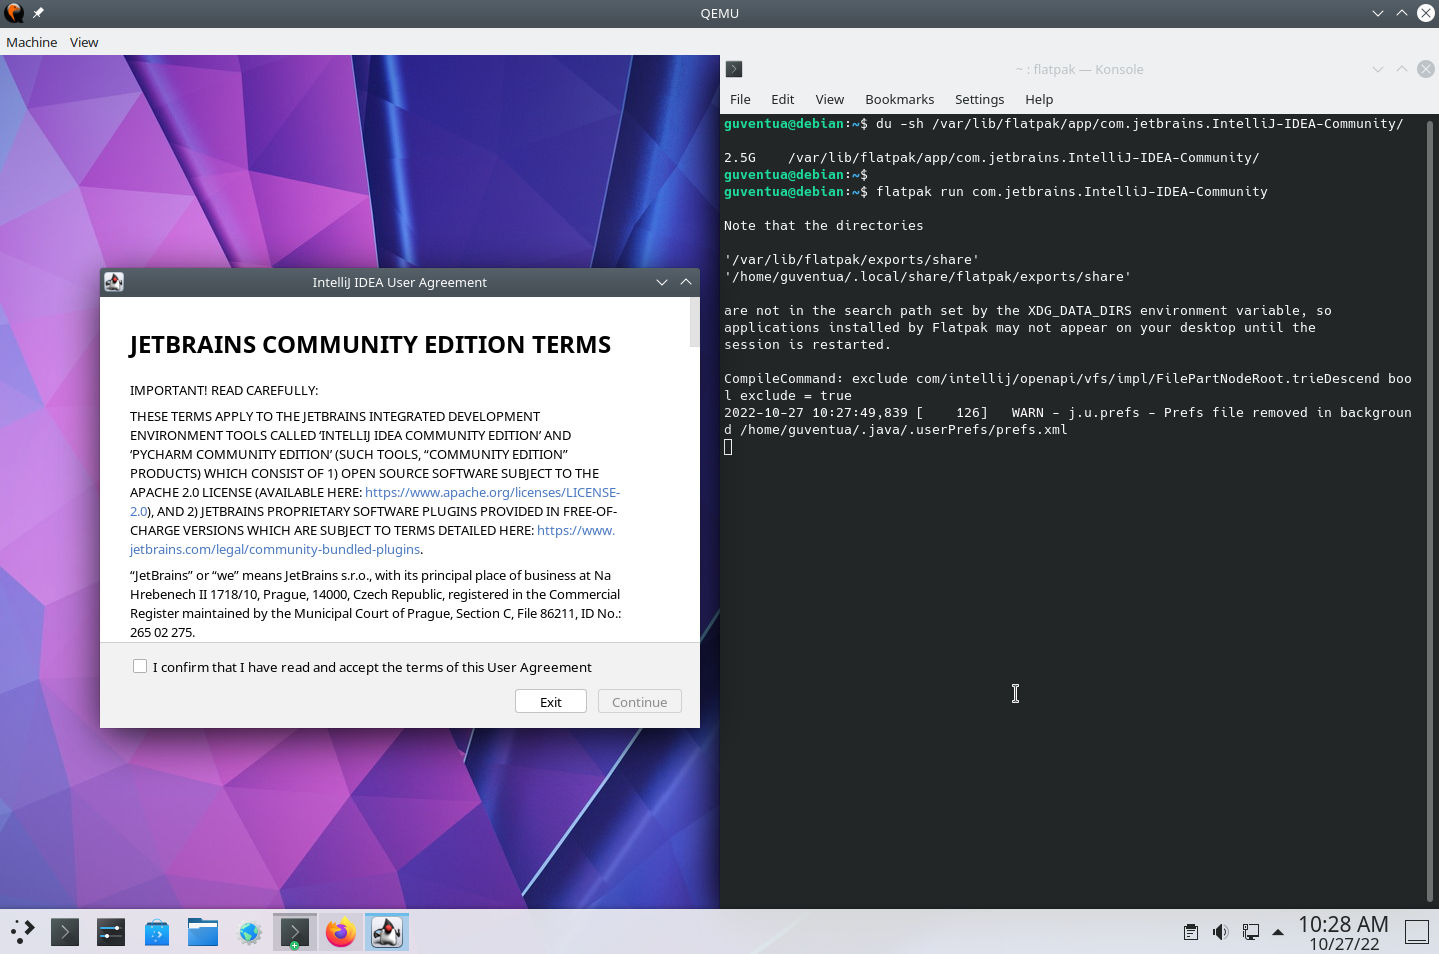 QEMU
Machine View
~ : flatpak — Konsole
File Edit View Bookmarks Settings Help
guventua@debian:~$ du -sh /var/lib/flatpak/app/com.jetbrains.IntelliJ-IDEA-Community/
2.5G    /var/lib/flatpak/app/com.jetbrains.IntelliJ-IDEA-Community/
guventua@debian:~$
guventua@debian:~$ flatpak run com.jetbrains.IntelliJ-IDEA-Community
Note that the directories
'/var/lib/flatpak/exports/share'
'/home/guventua/.local/share/flatpak/exports/share'
are not in the search path set by the XDG_DATA_DIRS environment variable, so
applications installed by Flatpak may not appear on your desktop until the
session is restarted.
CompileCommand: exclude com/intellij/openapi/vfs/impl/FilePartNodeRoot.trieDescend boo
l exclude = true
2022-10-27 10:27:49,839 [    126]   WARN - j.u.prefs - Prefs file removed in backgroun
d /home/guventua/.java/.userPrefs/prefs.xml
IntelliJ IDEA User Agreement
JETBRAINS COMMUNITY EDITION TERMS
IMPORTANT! READ CAREFULLY:
THESE TERMS APPLY TO THE JETBRAINS INTEGRATED DEVELOPMENT
ENVIRONMENT TOOLS CALLED ‘INTELLIJ IDEA COMMUNITY EDITION’ AND
‘PYCHARM COMMUNITY EDITION’ (SUCH TOOLS, “COMMUNITY EDITION”
PRODUCTS) WHICH CONSIST OF 1) OPEN SOURCE SOFTWARE SUBJECT TO THE
APACHE 2.0 LICENSE (AVAILABLE HERE: https://www.apache.org/licenses/LICENSE-
2.0), AND 2) JETBRAINS PROPRIETARY SOFTWARE PLUGINS PROVIDED IN FREE-OF-
CHARGE VERSIONS WHICH ARE SUBJECT TO TERMS DETAILED HERE: https://www.
jetbrains.com/legal/community-bundled-plugins.
“JetBrains” or “we” means JetBrains s.r.o., with its principal place of business at Na
Hrebenech II 1718/10, Prague, 14000, Czech Republic, registered in the Commercial
Register maintained by the Municipal Court of Prague, Section C, File 86211, ID No.:
265 02 275.
I confirm that I have read and accept the terms of this User Agreement
Exit Continue
10:28 AM
10/27/22